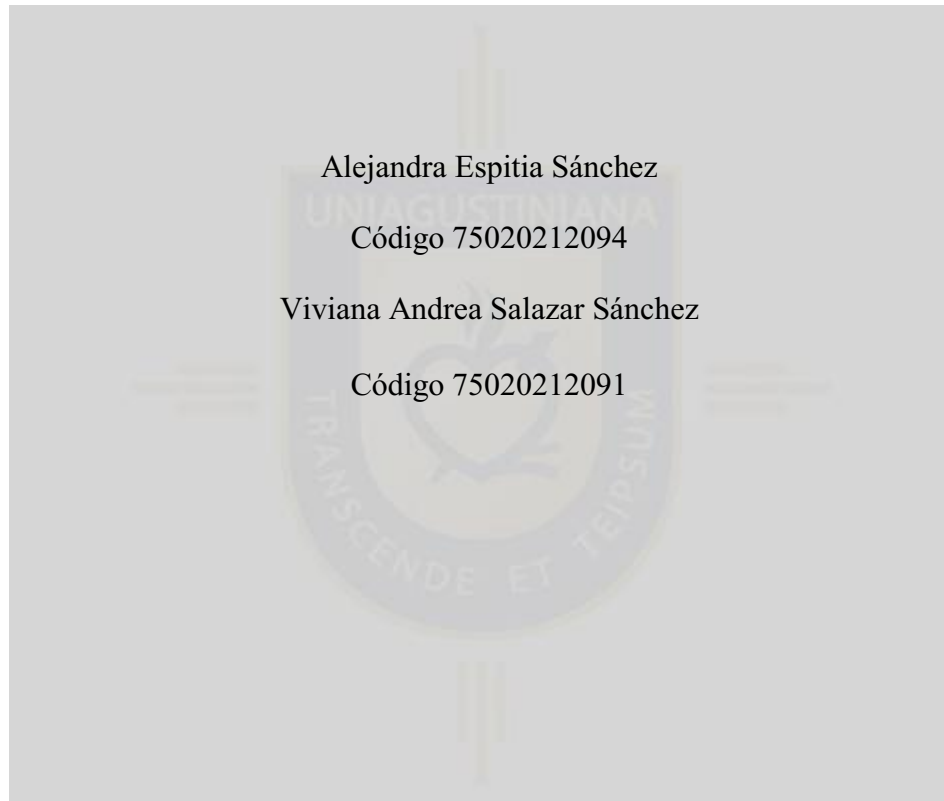 Alejandra Espitia Sánchez
UNIAGUSTINIANA
Código 75020212094
Viviana Andrea Salazar Sánchez
Código 75020212091
TRANSCENDE ET TEIPSUM